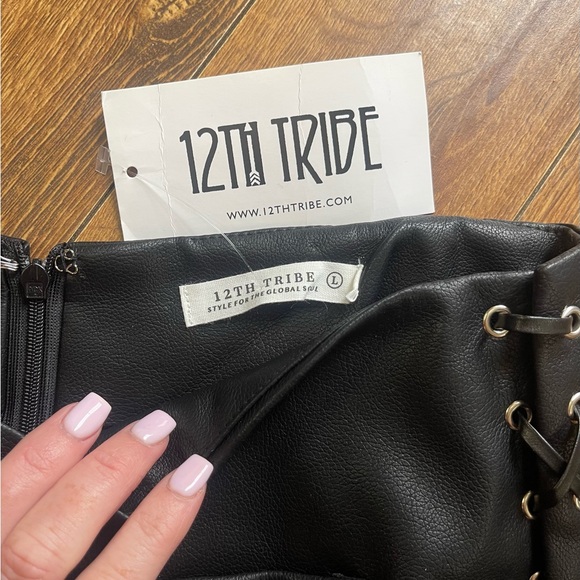 12TH TRIBE
WWW.12THTRIBE.COM
12TH TRIBE L
STYLE FOR THE GLOBAL SOUL